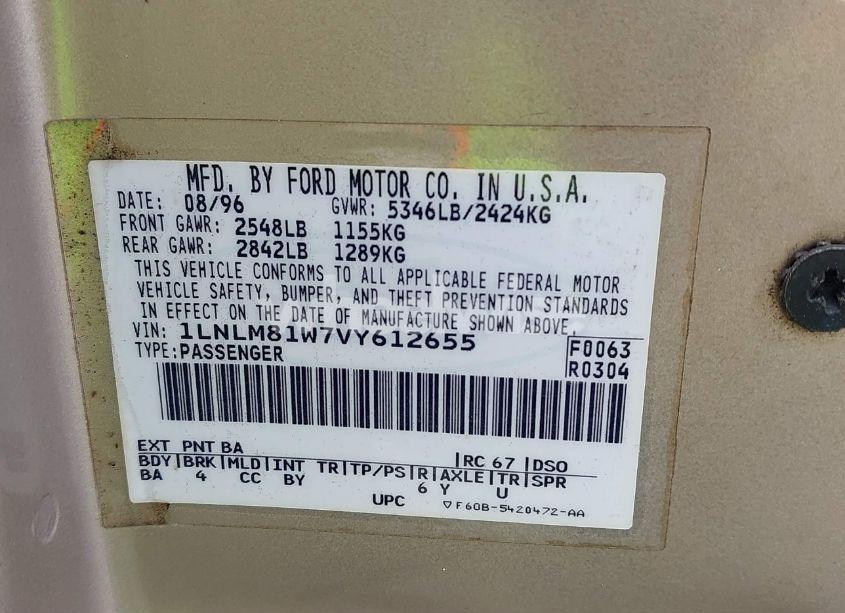 MFD. BY FORD MOTOR CO. IN U.S.A.
DATE: 08/96 GVWR: 5346LB/2424KG
FRONT GAWR: 2548LB 1155KG
REAR GAWR: 2842LB 1289KG
THIS VEHICLE CONFORMS TO ALL APPLICABLE FEDERAL MOTOR
VEHICLE SAFETY, BUMPER, AND THEFT PREVENTION STANDARDS
IN EFFECT ON THE DATE OF MANUFACTURE SHOWN ABOVE.
VIN: 1LNLM81W7VY612655
TYPE: PASSENGER
F0063
R0304
EXT PNT BA RC 67 DSO
BDY BRK MLD INT TR TP/PS R AXLE TR SPR
BA 4 CC BY 6 Y U
UPC F60B-5420472-AA